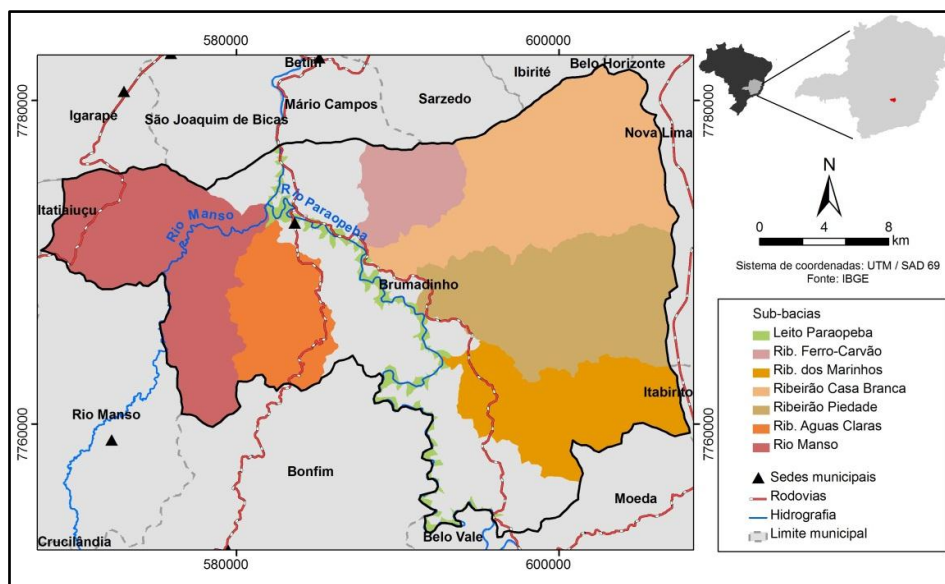 580000
600000
Betim
Ibirité
Belo Horizonte
Mário Campos
Sarzedo
Igarapé
São Joaquim de Bicas
7780000
7780000
Nova Lima
Itatiaiuçu
Rio Manso
Rio Paraopeba
Brumadinho
Rio Manso
Itabirito
7760000
7760000
Bonfim
Moeda
Crucilândia
Belo Vale
580000
600000
N
0 4 8
km
Sistema de coordenadas: UTM / SAD 69
Fonte: IBGE
Sub-bacias
Leito Paraopeba
Rib. Ferro-Carvão
Rib. dos Marinhos
Ribeirão Casa Branca
Ribeirão Piedade
Rib. Aguas Claras
Rio Manso
Sedes municipais
Rodovias
Hidrografia
Limite municipal